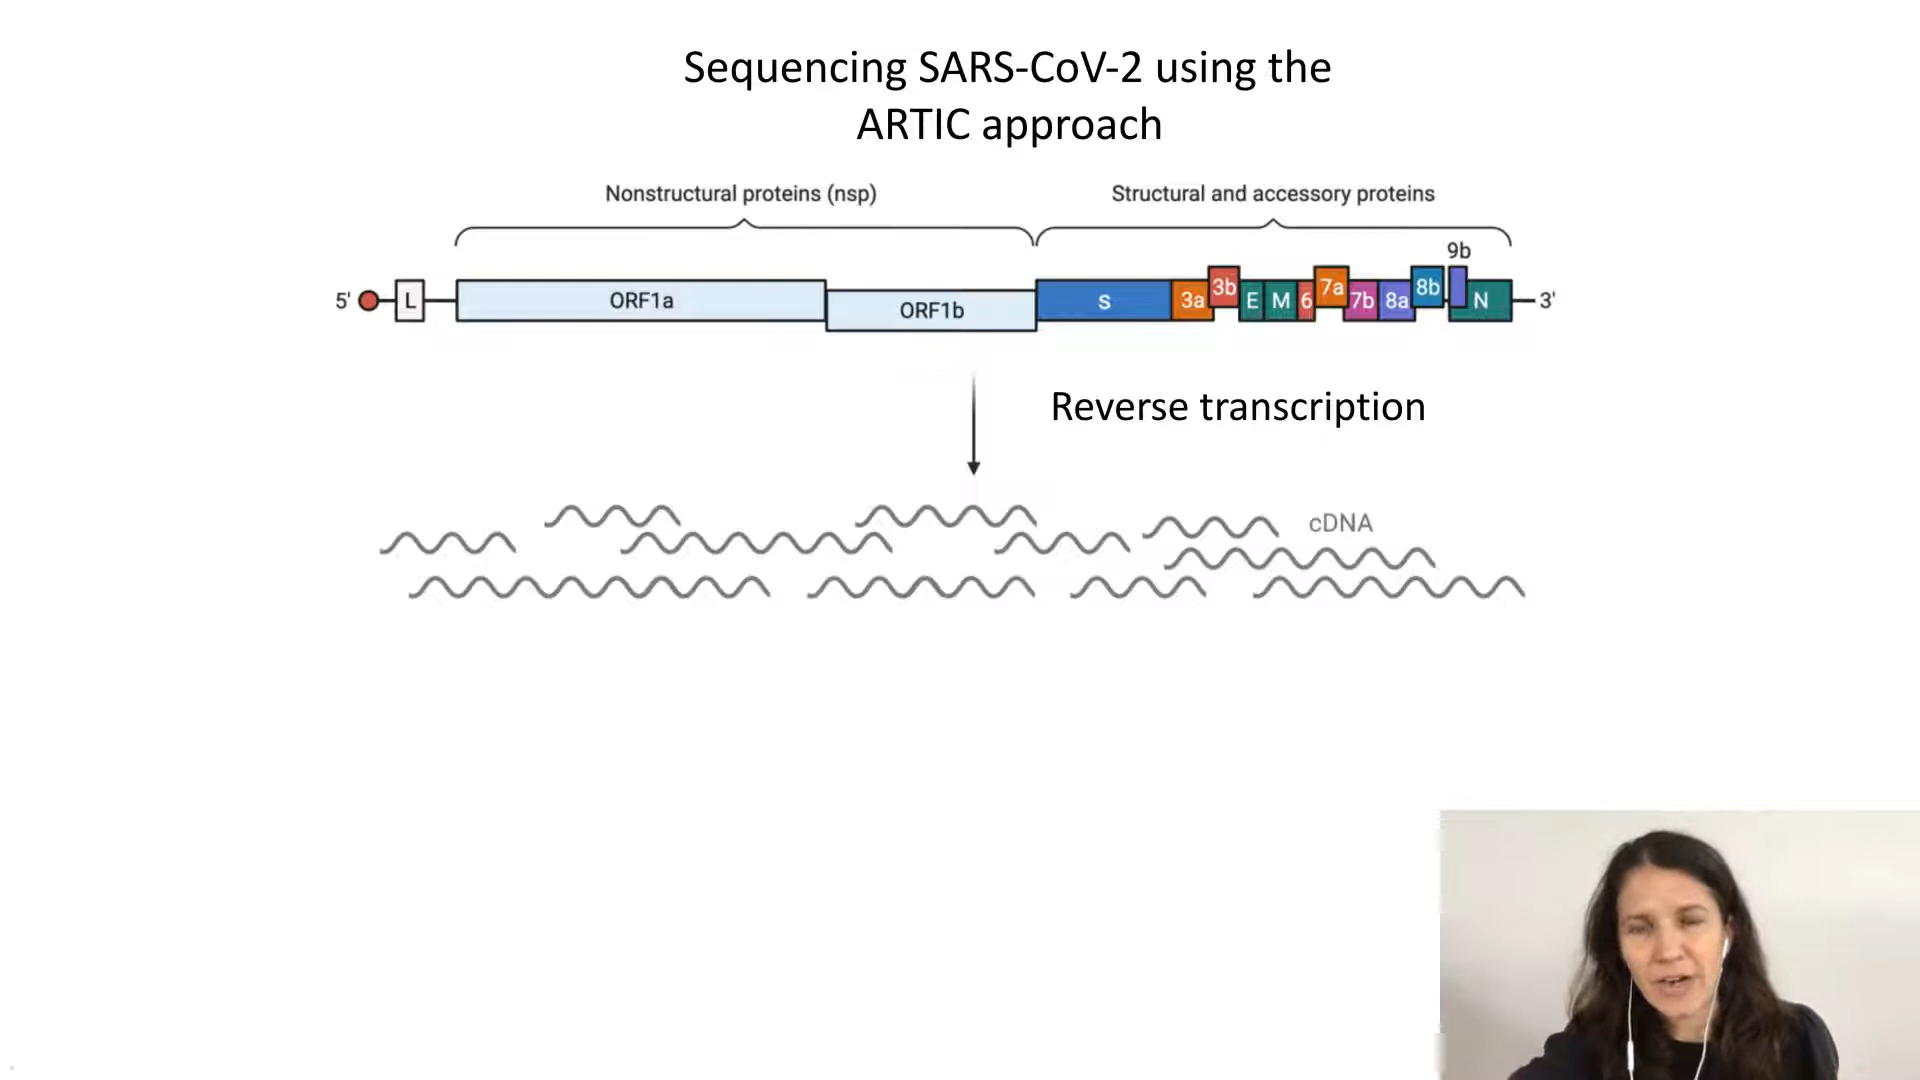 Sequencing SARS-CoV-2 using the
ARTIC approach
Nonstructural proteins (nsp)
Structural and accessory proteins
5' L ORF1a ORF1b S 3a 3b E M 6 7a 7b 8a 8b 9b N 3'
Reverse transcription
cDNA